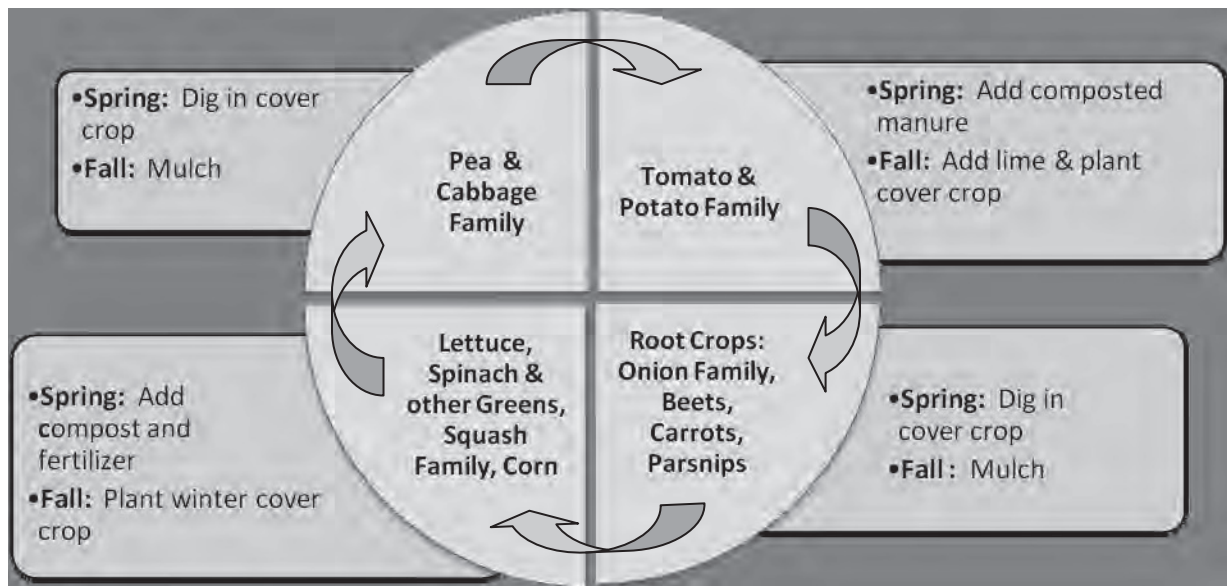 •Spring: Dig in cover
crop
•Fall: Mulch
Pea &
Cabbage
Family
Tomato &
Potato Family
•Spring: Add composted
manure
•Fall: Add lime & plant
cover crop
•Spring: Add
compost and
fertilizer
•Fall: Plant winter cover
crop
Lettuce,
Spinach &
other Greens,
Squash
Family, Corn
Root Crops:
Onion Family,
Beets,
Carrots,
Parsnips
•Spring: Dig in
cover crop
•Fall : Mulch